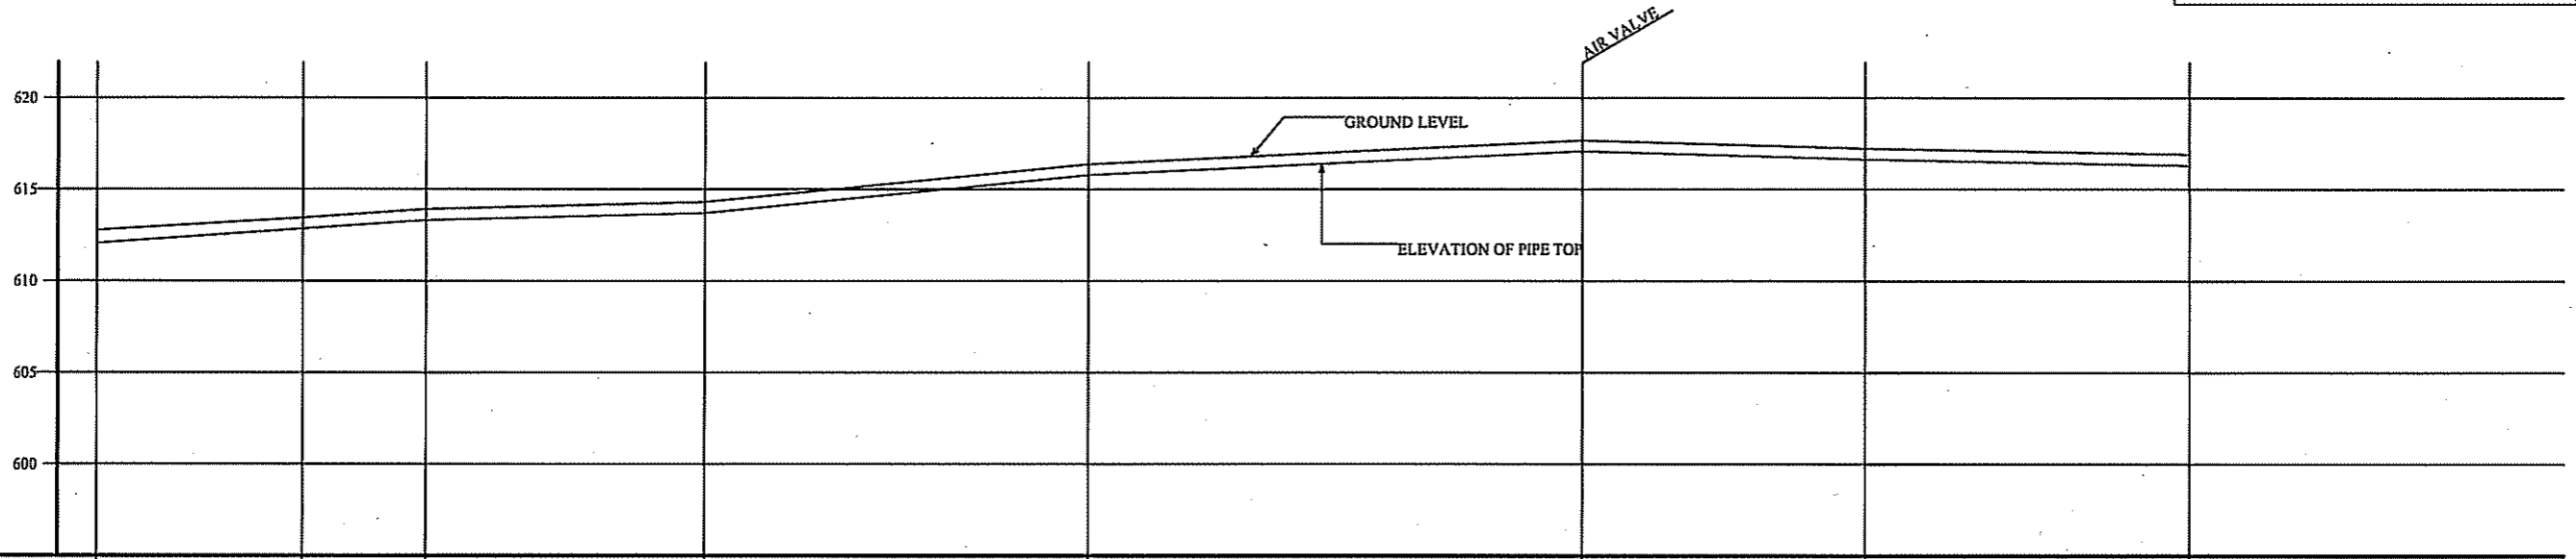 AIR VALVE
620
GROUND LEVEL
615
ELEVATION OF PIPE TOP
610
605
600